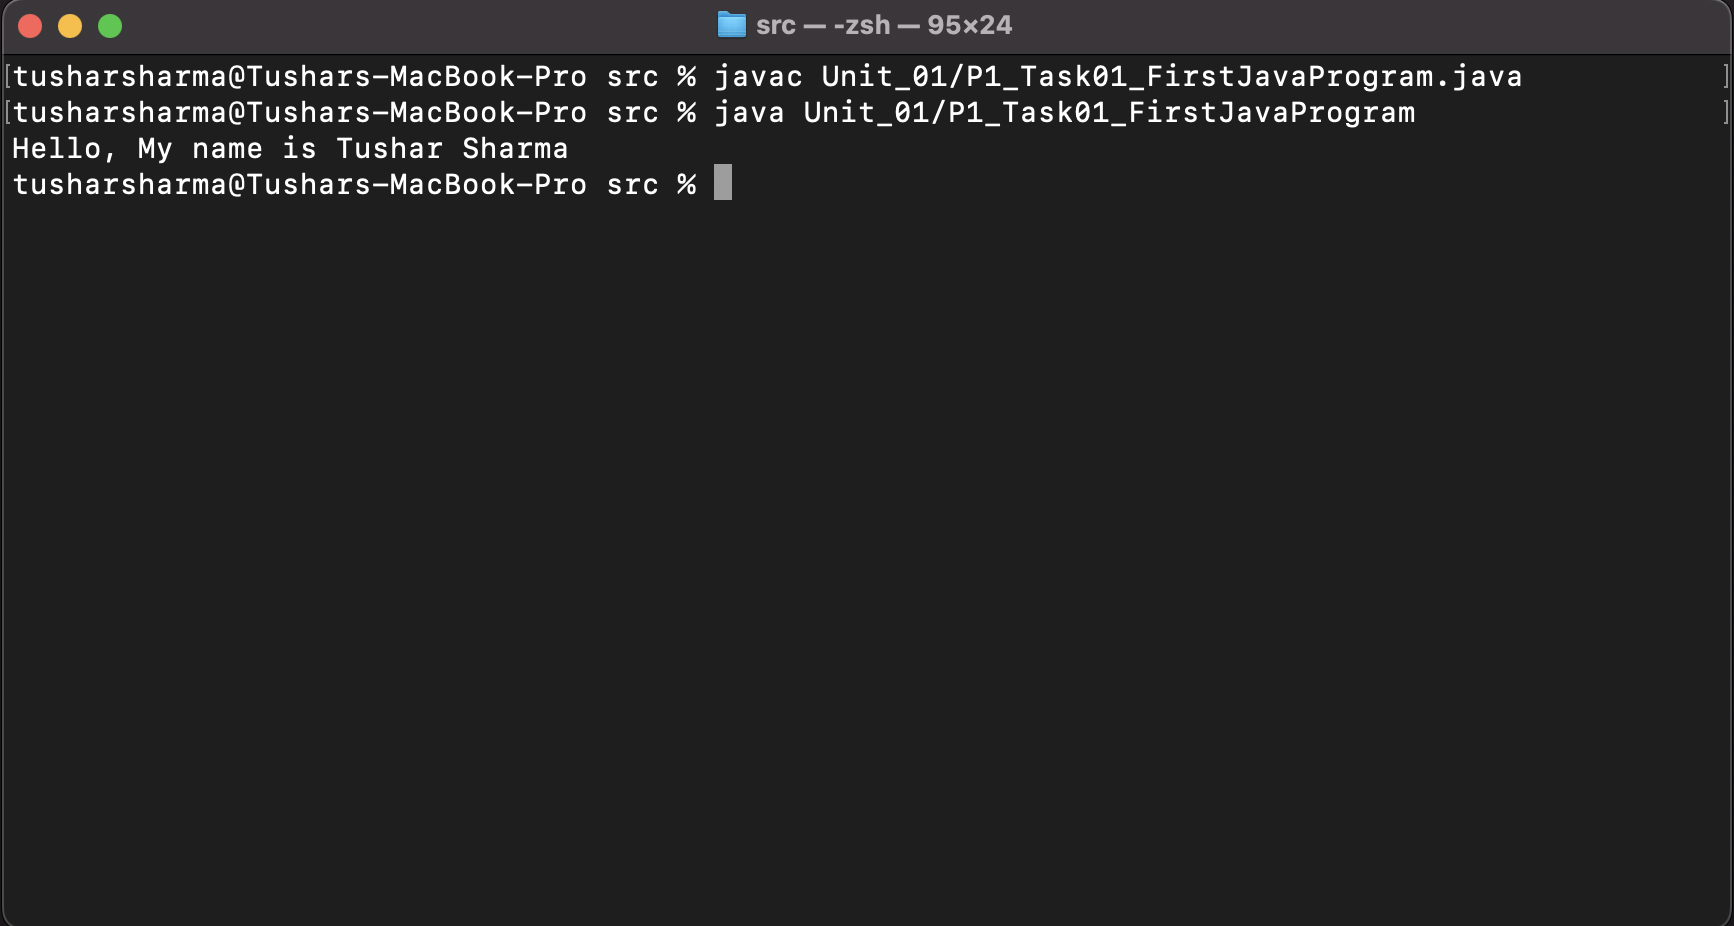 src — -zsh — 95×24
[tusharsharma@Tushars-MacBook-Pro src % javac Unit_01/P1_Task01_FirstJavaProgram.java ]
[tusharsharma@Tushars-MacBook-Pro src % java Unit_01/P1_Task01_FirstJavaProgram ]
Hello, My name is Tushar Sharma
tusharsharma@Tushars-MacBook-Pro src %